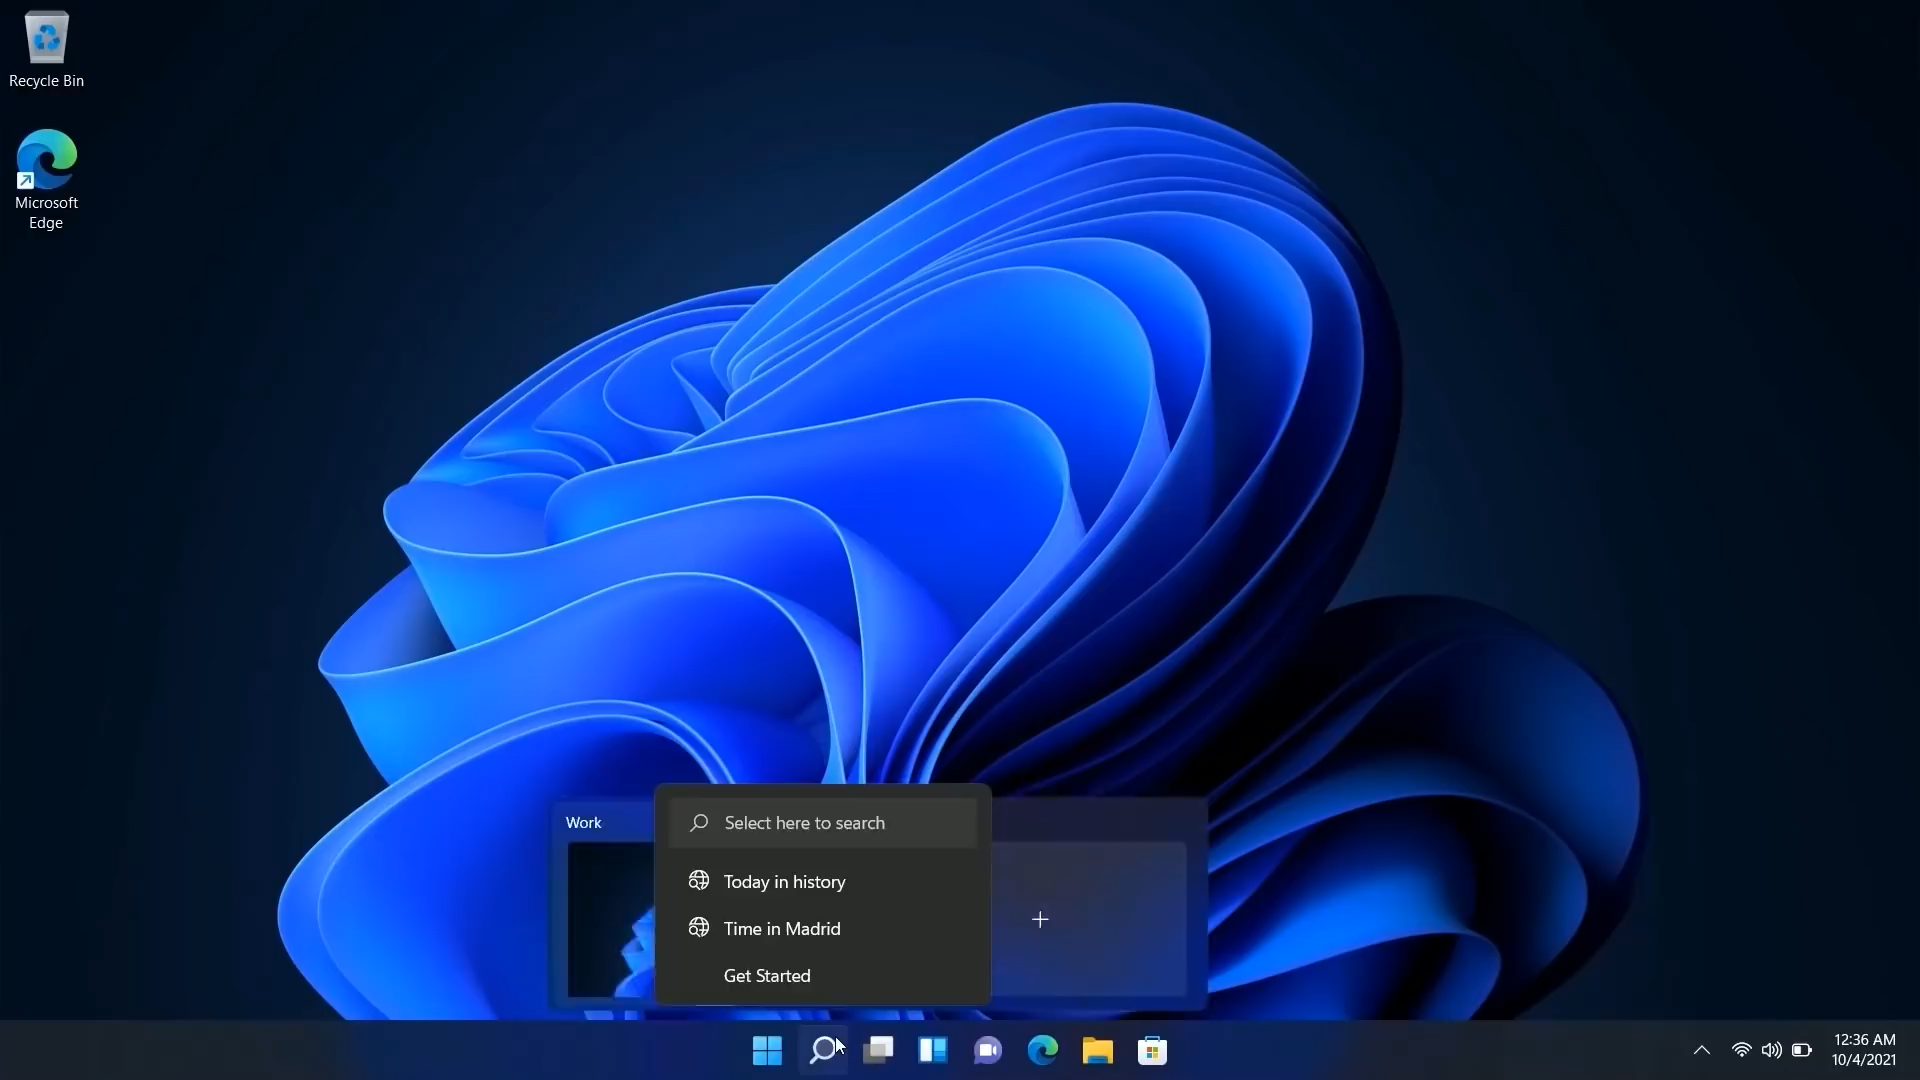 Recycle Bin
Microsoft
Edge
Work
Select here to search
Today in history
Time in Madrid
Get Started
12:36 AM
10/4/2021